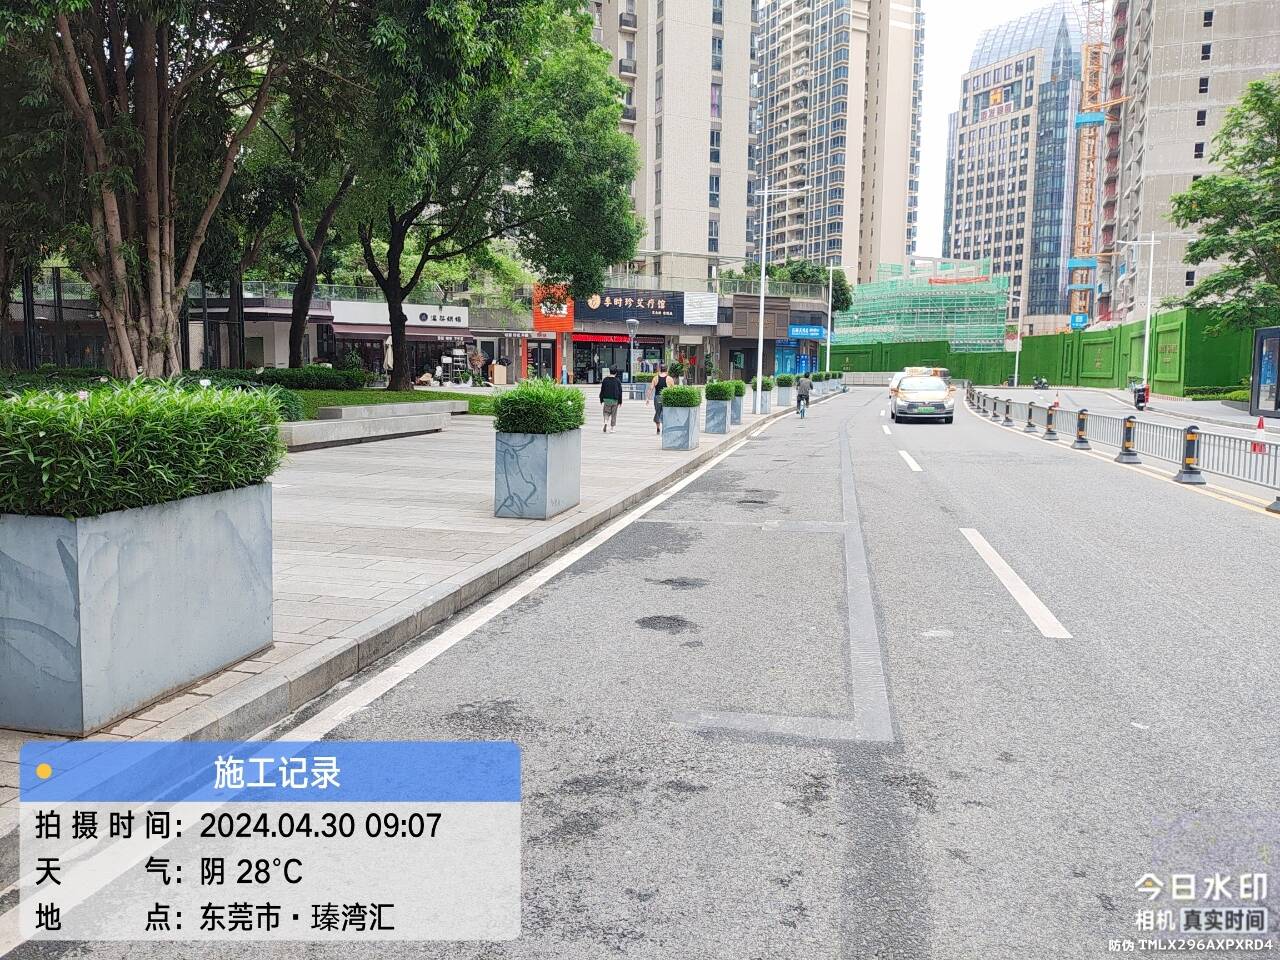 李时珍艾疗馆
施工记录
拍摄时间: 2024.04.30 09:07
天气: 阴 28°C
地点: 东莞市·瑧湾汇
今日水印
相机 真实时间
防伪 TMLX296AXPXRD4